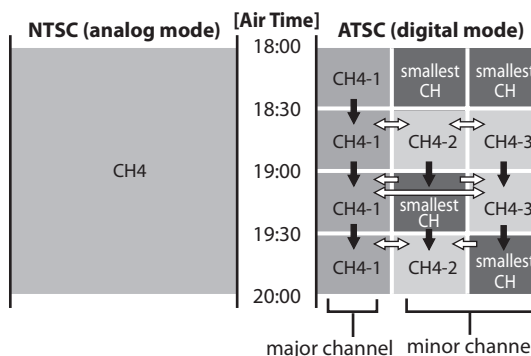 NTSC (analog mode) [Air Time] ATSC (digital mode)
18:00
CH4-1 smallest CH smallest CH
18:30
CH4
CH4-1 CH4-2 CH4-3
19:00
CH4-1 smallest CH CH4-3
19:30
CH4-1 CH4-2 smallest CH
20:00
major channel minor channel